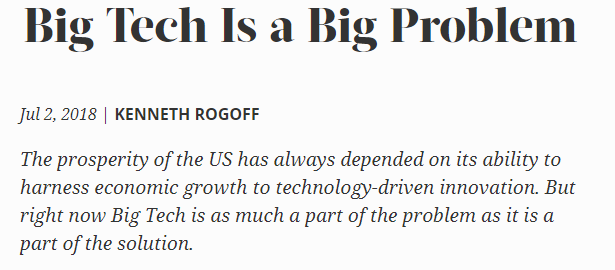 Big Tech Is a Big Problem
Jul 2, 2018 | KENNETH ROGOFF
The prosperity of the US has always depended on its ability to
harness economic growth to technology-driven innovation. But
right now Big Tech is as much a part of the problem as it is a
part of the solution.